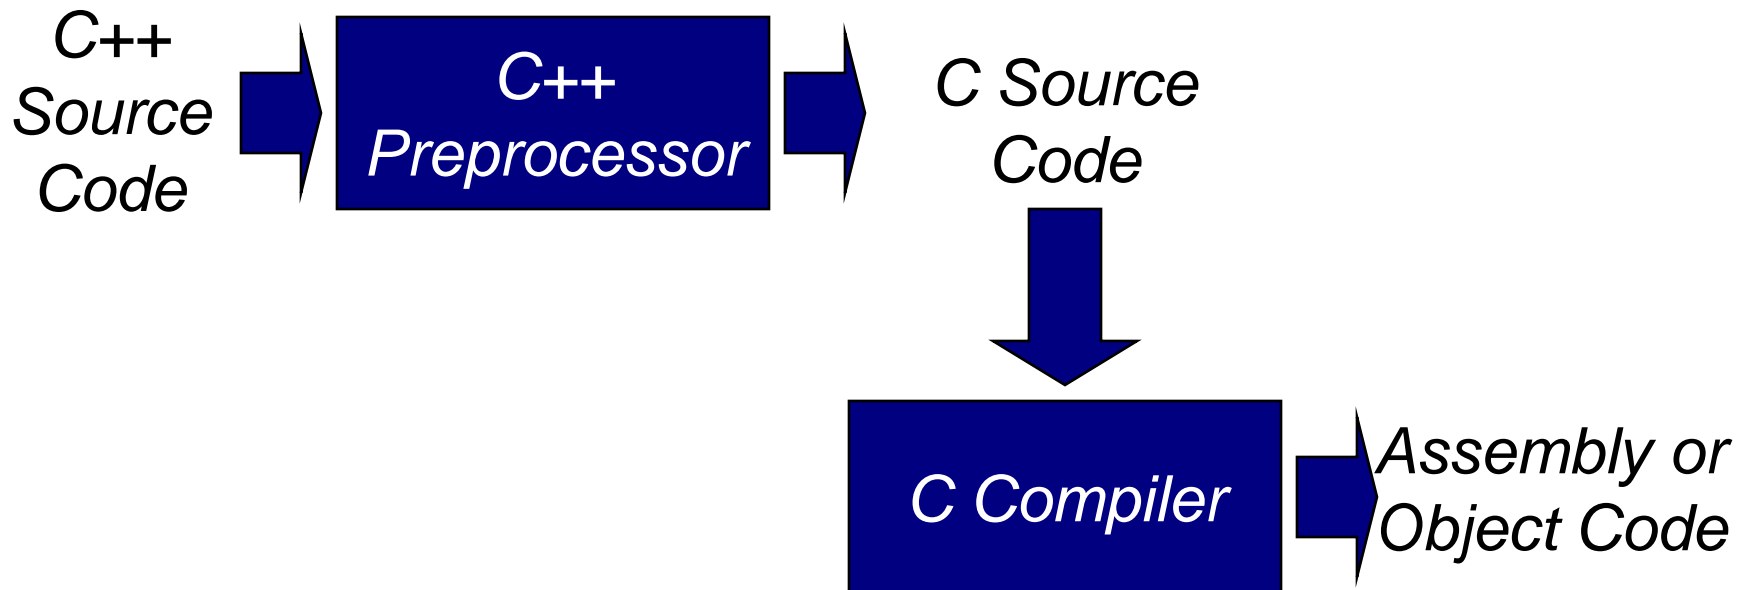 C++
Source
Code
C++
Preprocessor
C Source
Code
C Compiler
Assembly or
Object Code